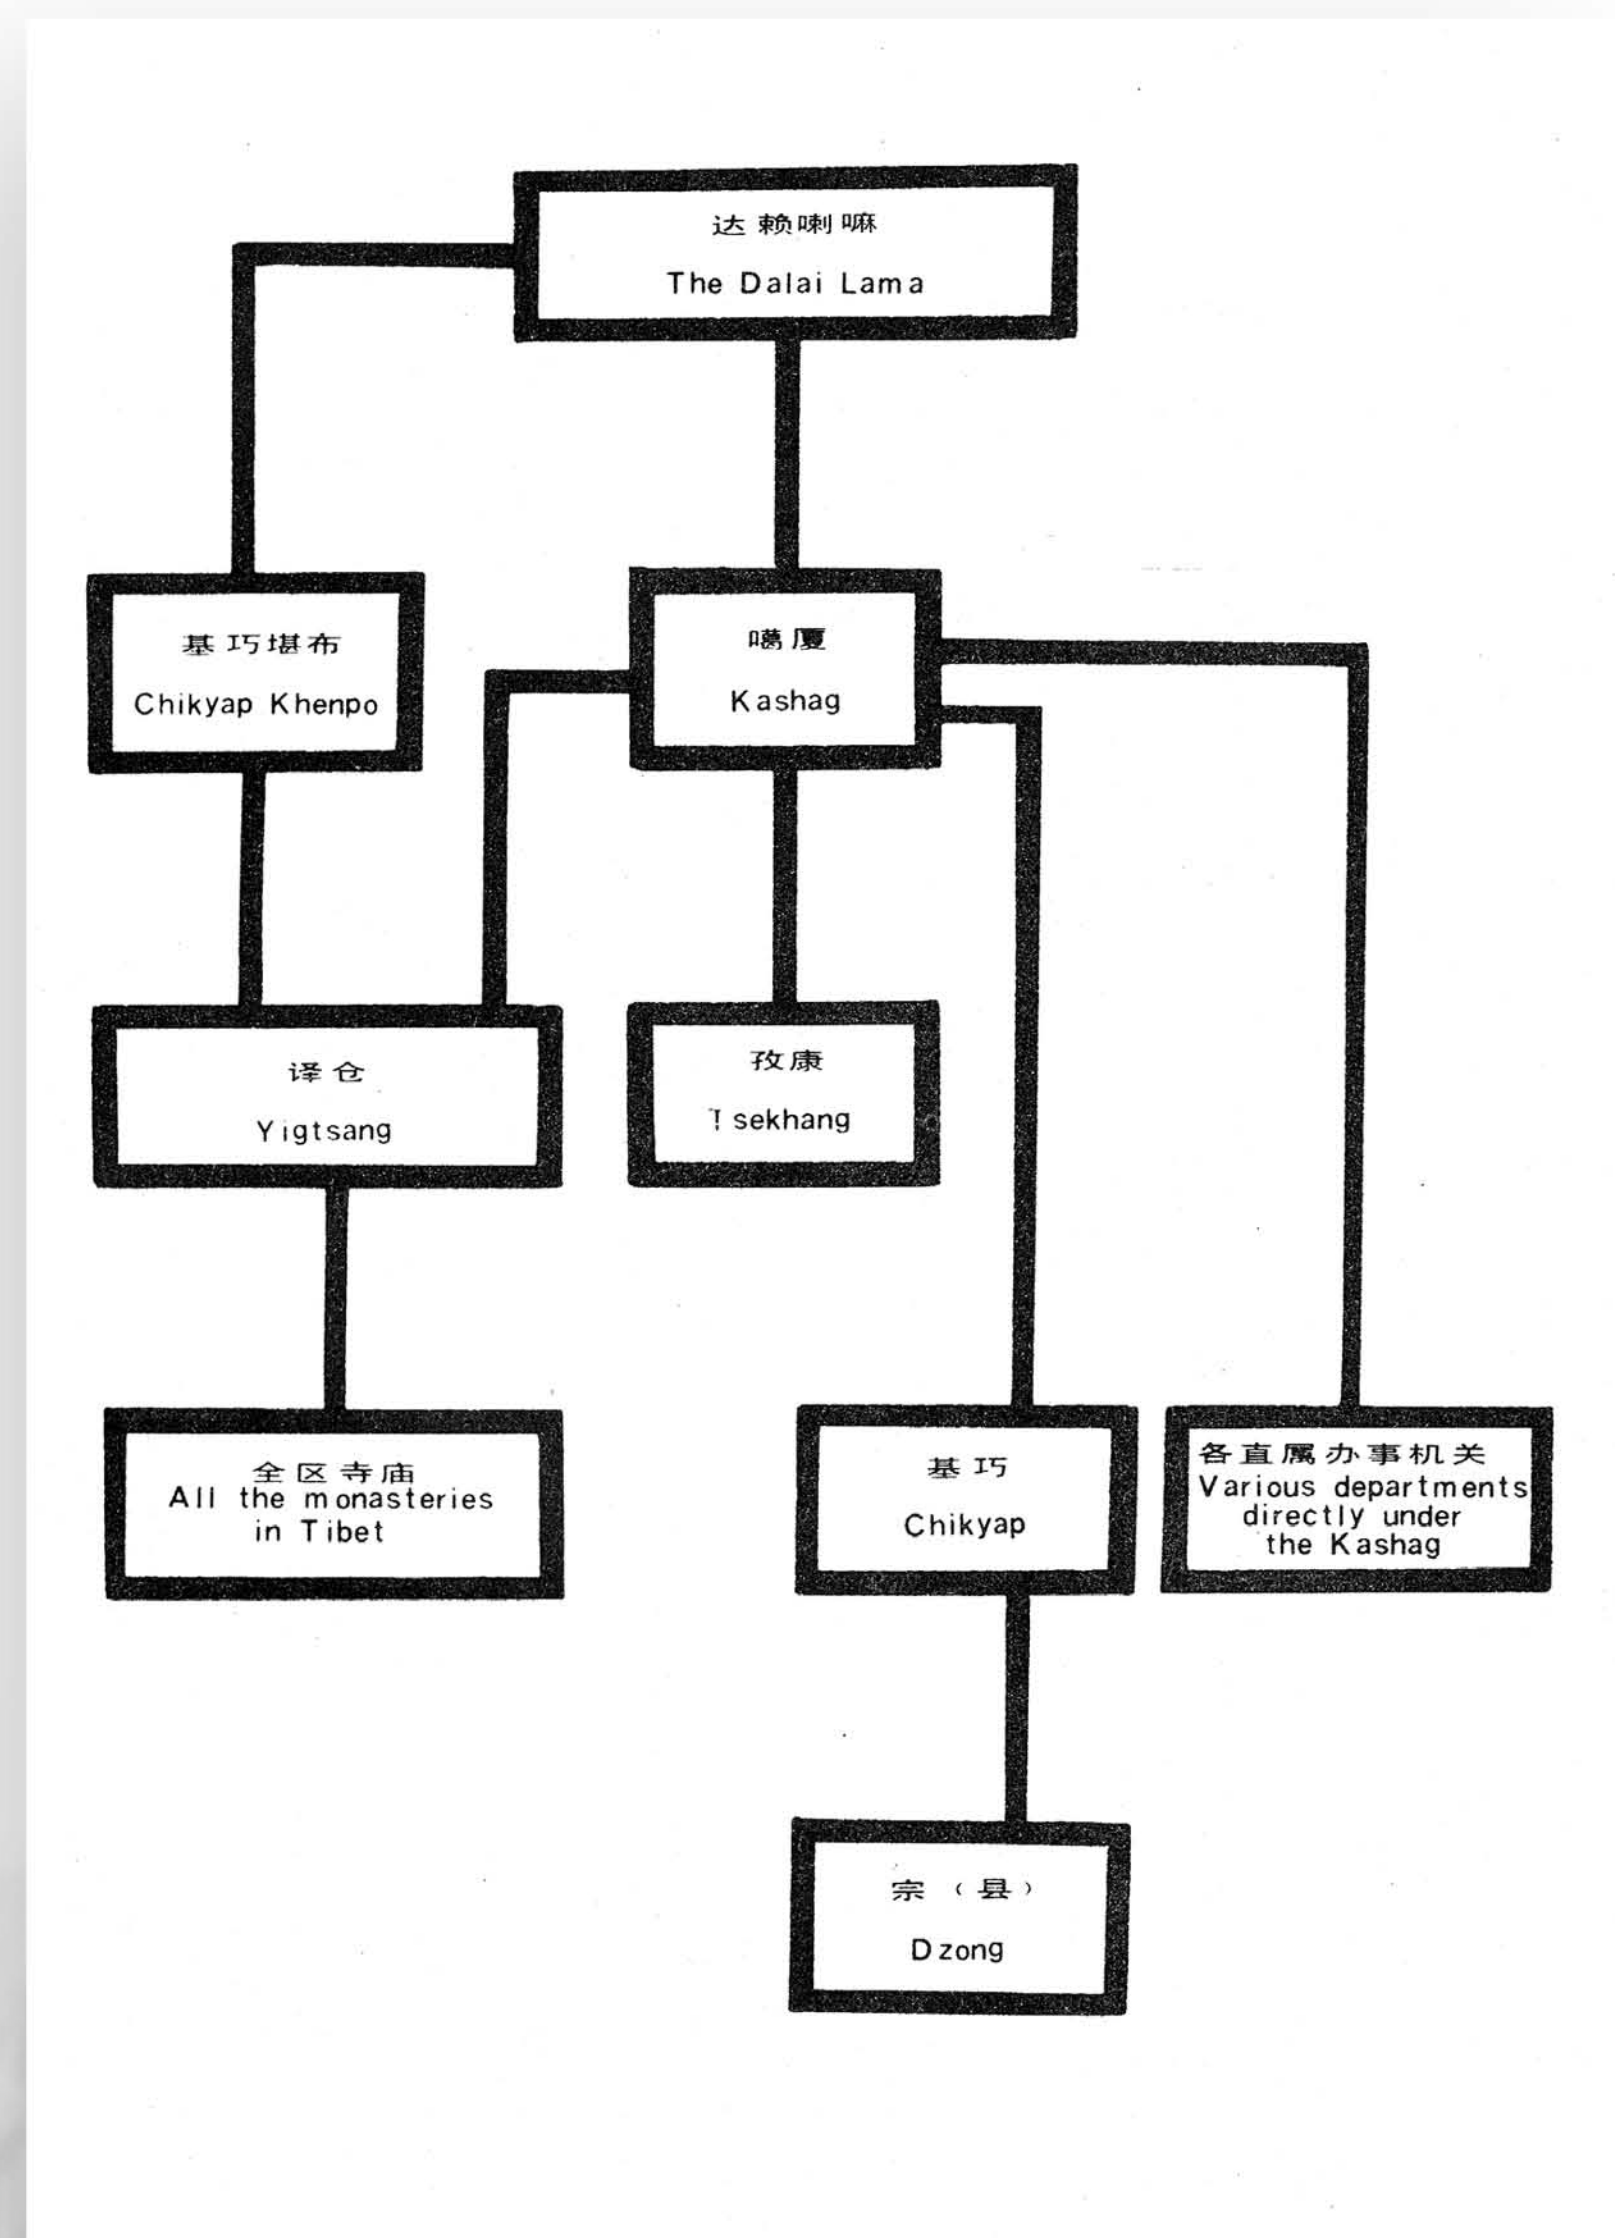 达赖喇嘛
The Dalai Lama
基巧堪布
Chikyap Khenpo
噶厦
Kashag
译仓
Yigtsang
孜康
Tsekhang
全区寺庙
All the monasteries
in Tibet
基巧
Chikyap
各直属办事机关
Various departments
directly under
the Kashag
宗（县）
Dzong